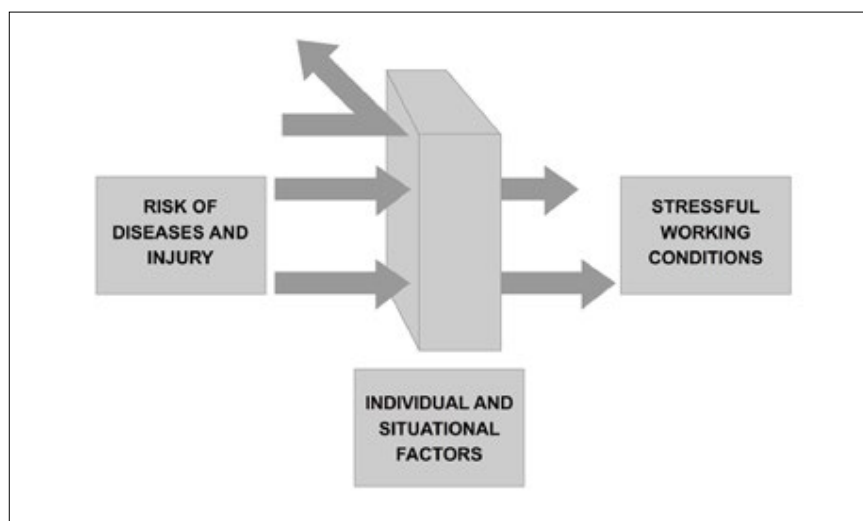 RISK OF
DISEASES AND
INJURY
STRESSFUL
WORKING
CONDITIONS
INDIVIDUAL AND
SITUATIONAL
FACTORS